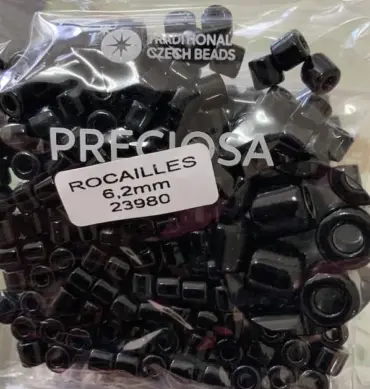 TRADITIONAL
CZECH BEADS
PRECIOSA
ROCAILLES
6,2mm
23980